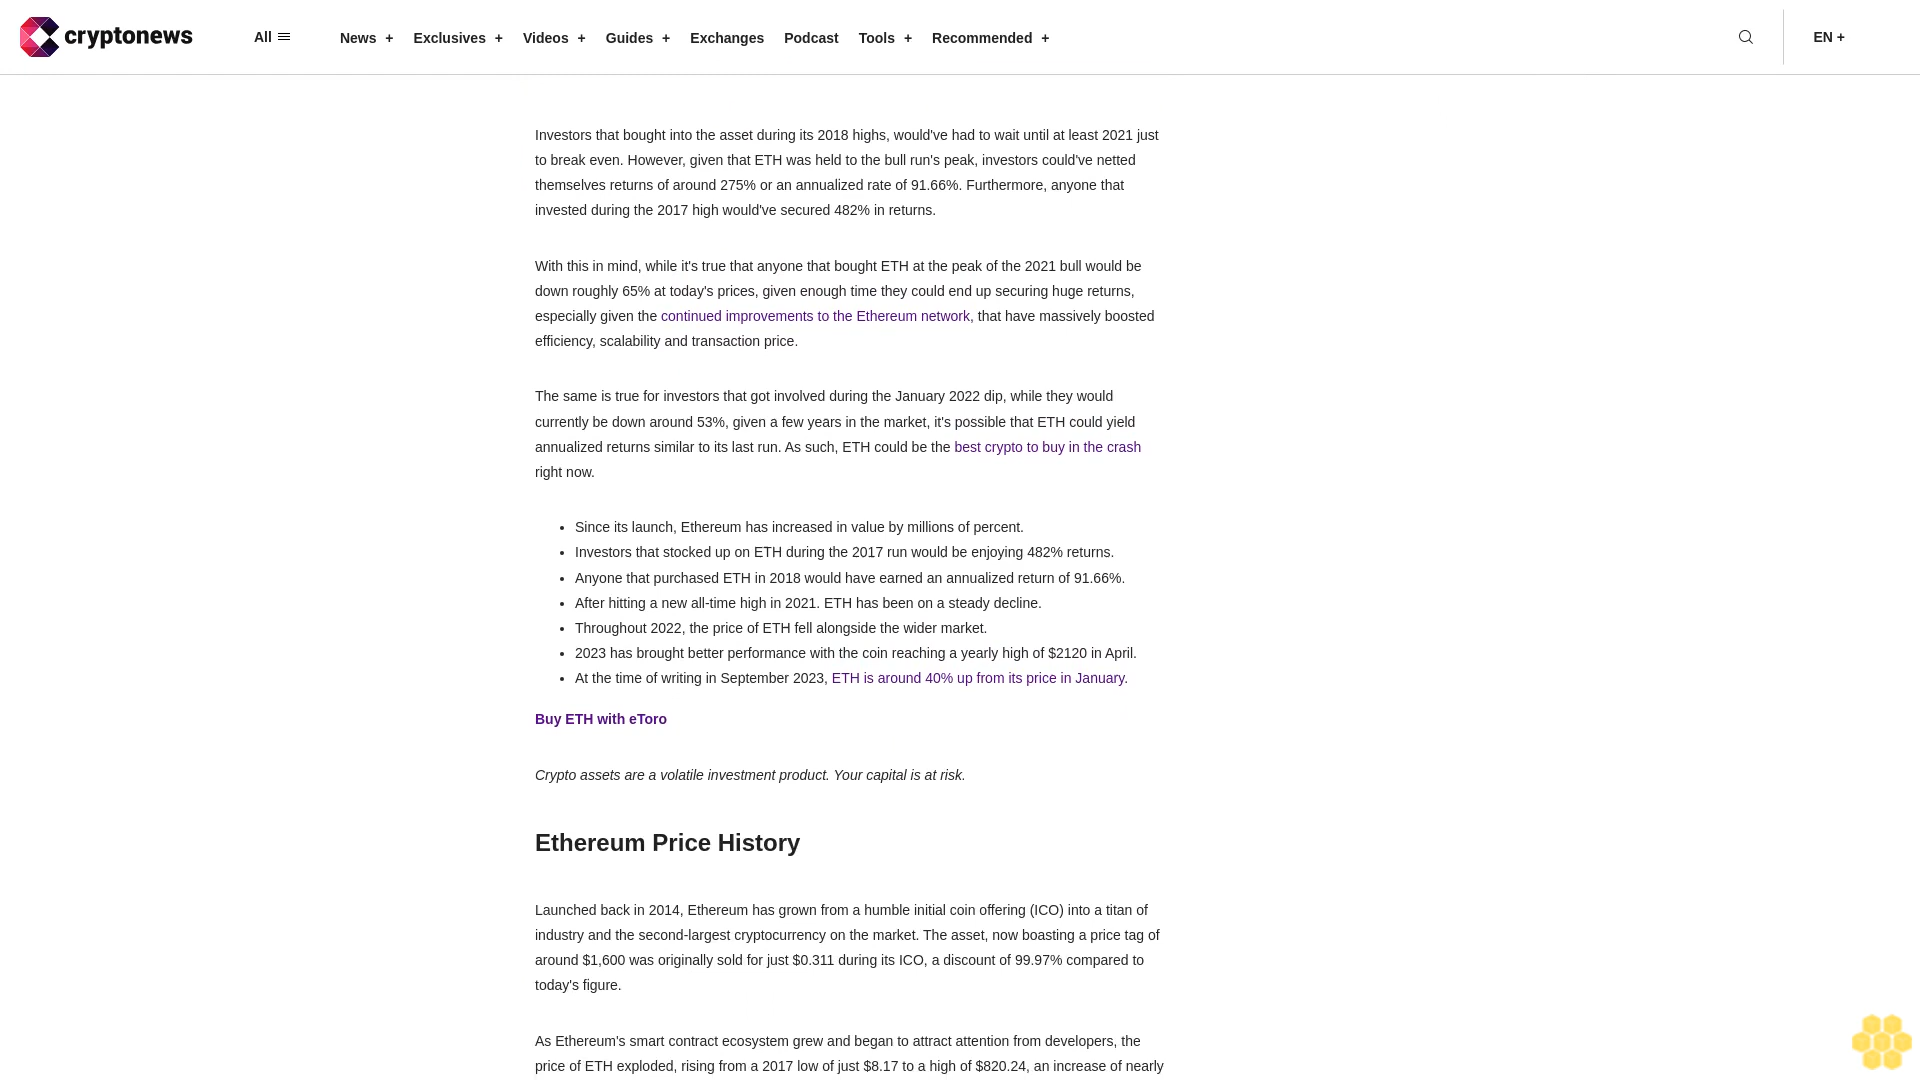 cryptonews All News + Exclusives + Videos + Guides + Exchanges Podcast Tools + Recommended + EN +
Investors that bought into the asset during its 2018 highs, would've had to wait until at least 2021 just
to break even. However, given that ETH was held to the bull run's peak, investors could've netted
themselves returns of around 275% or an annualized rate of 91.66%. Furthermore, anyone that
invested during the 2017 high would've secured 482% in returns.
With this in mind, while it's true that anyone that bought ETH at the peak of the 2021 bull would be
down roughly 65% at today's prices, given enough time they could end up securing huge returns,
especially given the continued improvements to the Ethereum network, that have massively boosted
efficiency, scalability and transaction price.
The same is true for investors that got involved during the January 2022 dip, while they would
currently be down around 53%, given a few years in the market, it's possible that ETH could yield
annualized returns similar to its last run. As such, ETH could be the best crypto to buy in the crash
right now.
• Since its launch, Ethereum has increased in value by millions of percent.
• Investors that stocked up on ETH during the 2017 run would be enjoying 482% returns.
• Anyone that purchased ETH in 2018 would have earned an annualized return of 91.66%.
• After hitting a new all-time high in 2021. ETH has been on a steady decline.
• Throughout 2022, the price of ETH fell alongside the wider market.
• 2023 has brought better performance with the coin reaching a yearly high of $2120 in April.
• At the time of writing in September 2023, ETH is around 40% up from its price in January.
Buy ETH with eToro
Crypto assets are a volatile investment product. Your capital is at risk.
Ethereum Price History
Launched back in 2014, Ethereum has grown from a humble initial coin offering (ICO) into a titan of
industry and the second-largest cryptocurrency on the market. The asset, now boasting a price tag of
around $1,600 was originally sold for just $0.311 during its ICO, a discount of 99.97% compared to
today's figure.
As Ethereum's smart contract ecosystem grew and began to attract attention from developers, the
price of ETH exploded, rising from a 2017 low of just $8.17 to a high of $820.24, an increase of nearly